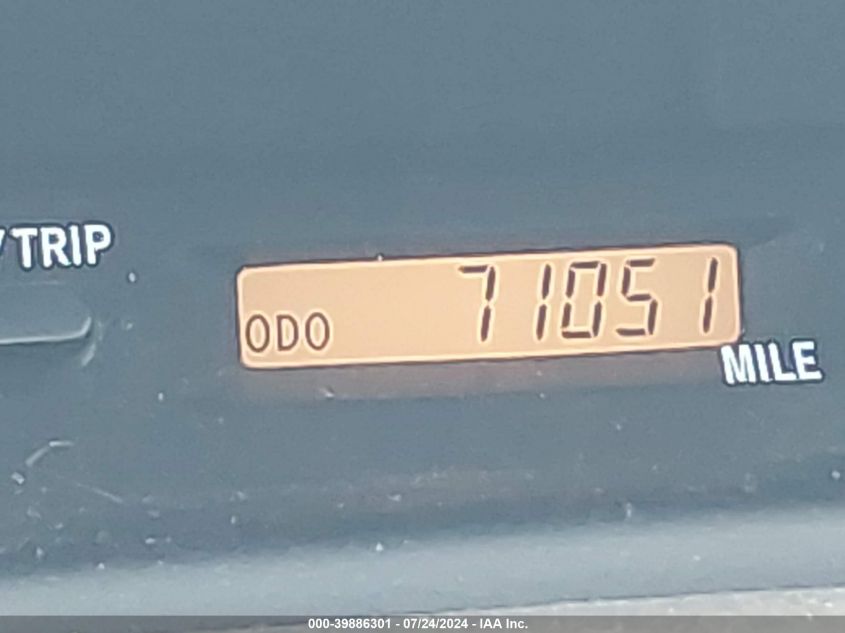 /TRIP
ODO 71051
MILE
000-39886301 - 07/24/2024 - IAA Inc.